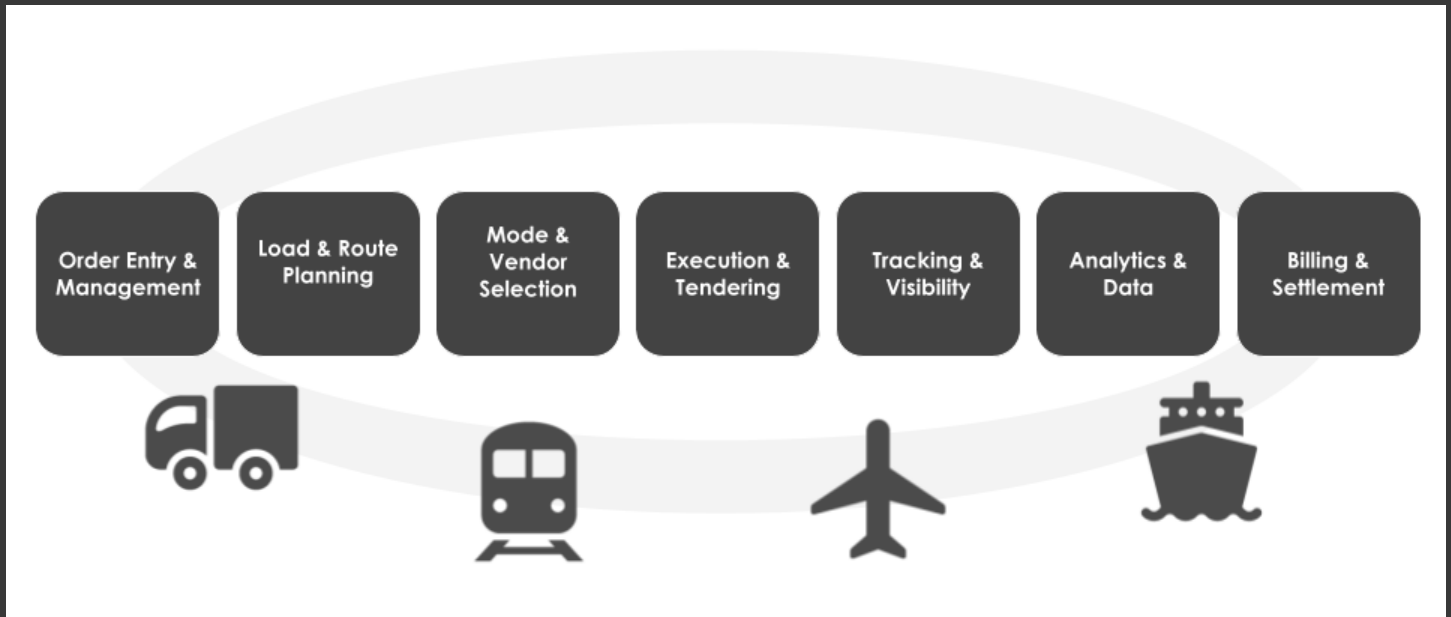 Order Entry &
Management
Load & Route
Planning
Mode &
Vendor
Selection
Execution &
Tendering
Tracking &
Visibility
Analytics &
Data
Billing &
Settlement